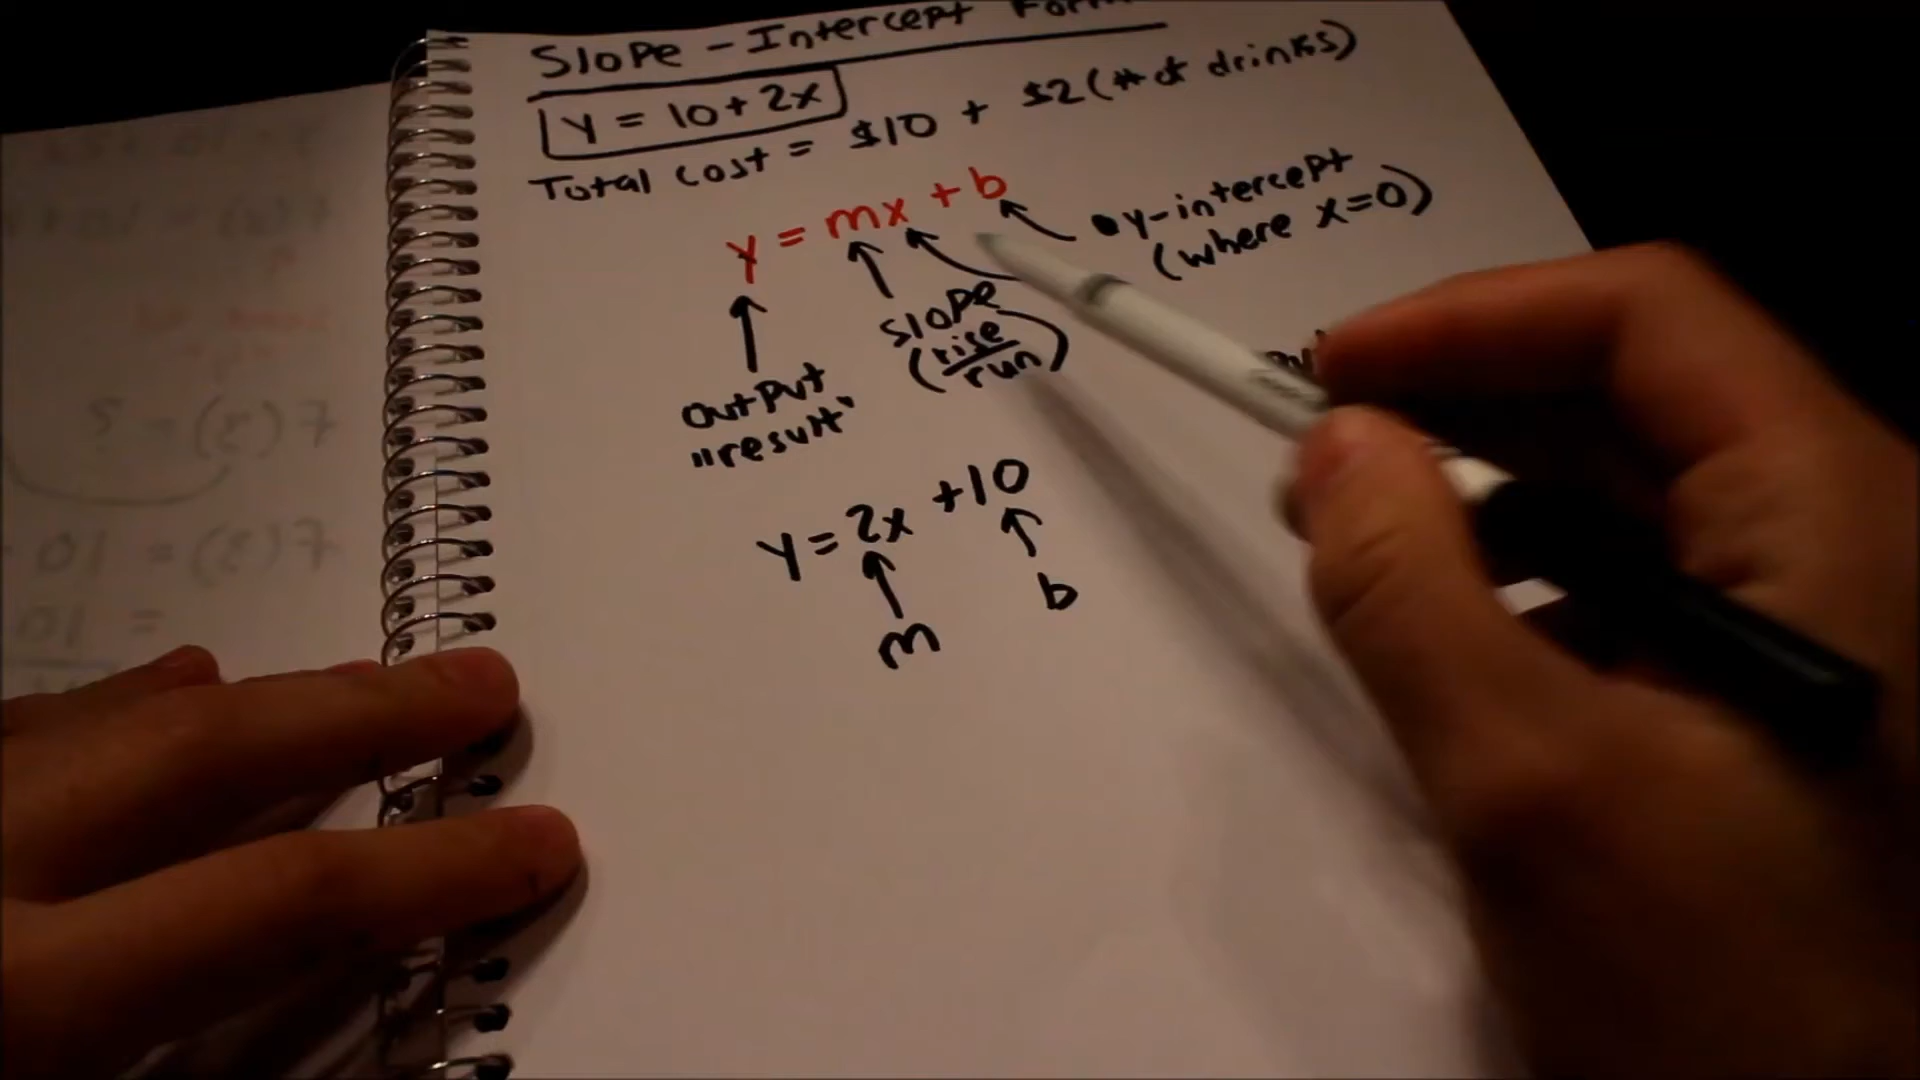 Slope - Intercept Form
y = 10 + 2x
Total cost = $10 + $2 (# of drinks)
y = mx + b
y-intercept
(where x=0)
slope
(rise/run)
output
"result"
y = 2x + 10
m
b